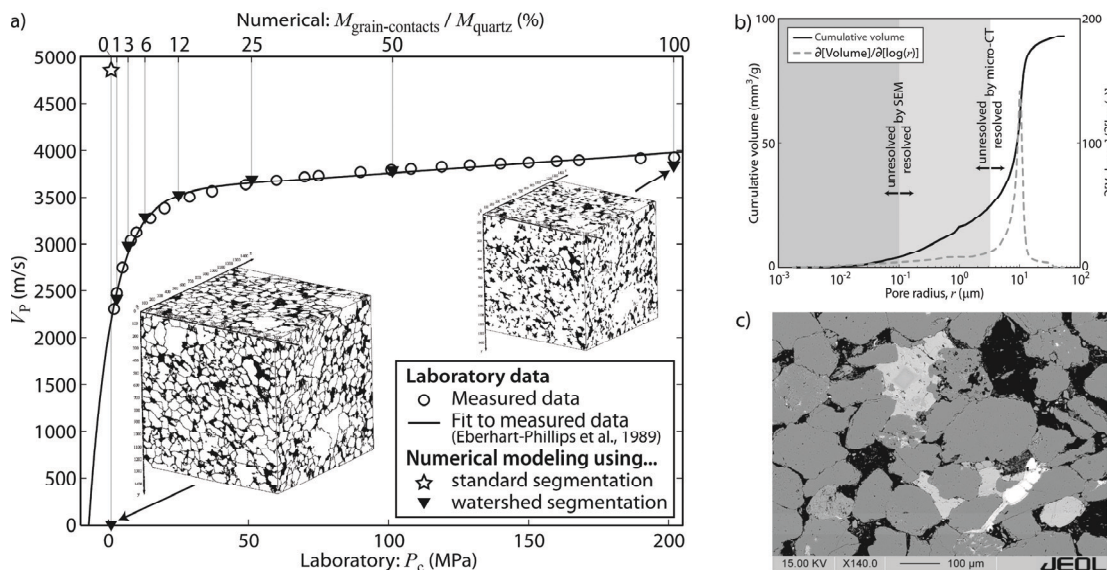 a)
Numerical: M_grain-contacts / M_quartz (%)
0 1 3 6 12 25 50 100
5000
4500
4000
3500
3000
2500
2000
1500
1000
500
0
V_P (m/s)
0 50 100 150 200
Laboratory: P_c (MPa)
Laboratory data
Measured data
Fit to measured data
(Eberhart-Phillips et al., 1989)
Numerical modeling using...
standard segmentation
watershed segmentation
b)
100
50
0
Cumulative volume (mm³/g)
Cumulative volume
∂[Volume]/∂[log(r)]
unresolved by SEM
resolved
unresolved by micro-CT
resolved
200
100
0
10⁻³ 10⁻² 10⁻¹ 10⁰ 10¹ 10²
Pore radius, r (µm)
c)
15.00 KV X140.0 100 µm JEOL